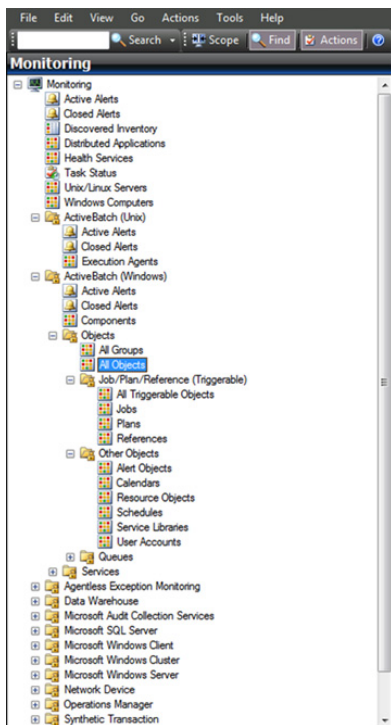 File Edit View Go Actions Tools Help
Search Scope Find Actions
Monitoring
Monitoring
Active Alerts
Closed Alerts
Discovered Inventory
Distributed Applications
Health Services
Task Status
Unix/Linux Servers
Windows Computers
ActiveBatch (Unix)
Active Alerts
Closed Alerts
Execution Agents
ActiveBatch (Windows)
Active Alerts
Closed Alerts
Components
Objects
All Groups
All Objects
Job/Plan/Reference (Triggerable)
All Triggerable Objects
Jobs
Plans
References
Other Objects
Alert Objects
Calendars
Resource Objects
Schedules
Service Libraries
User Accounts
Queues
Services
Agentless Exception Monitoring
Data Warehouse
Microsoft Audit Collection Services
Microsoft SQL Server
Microsoft Windows Client
Microsoft Windows Cluster
Microsoft Windows Server
Network Device
Operations Manager
Synthetic Transaction